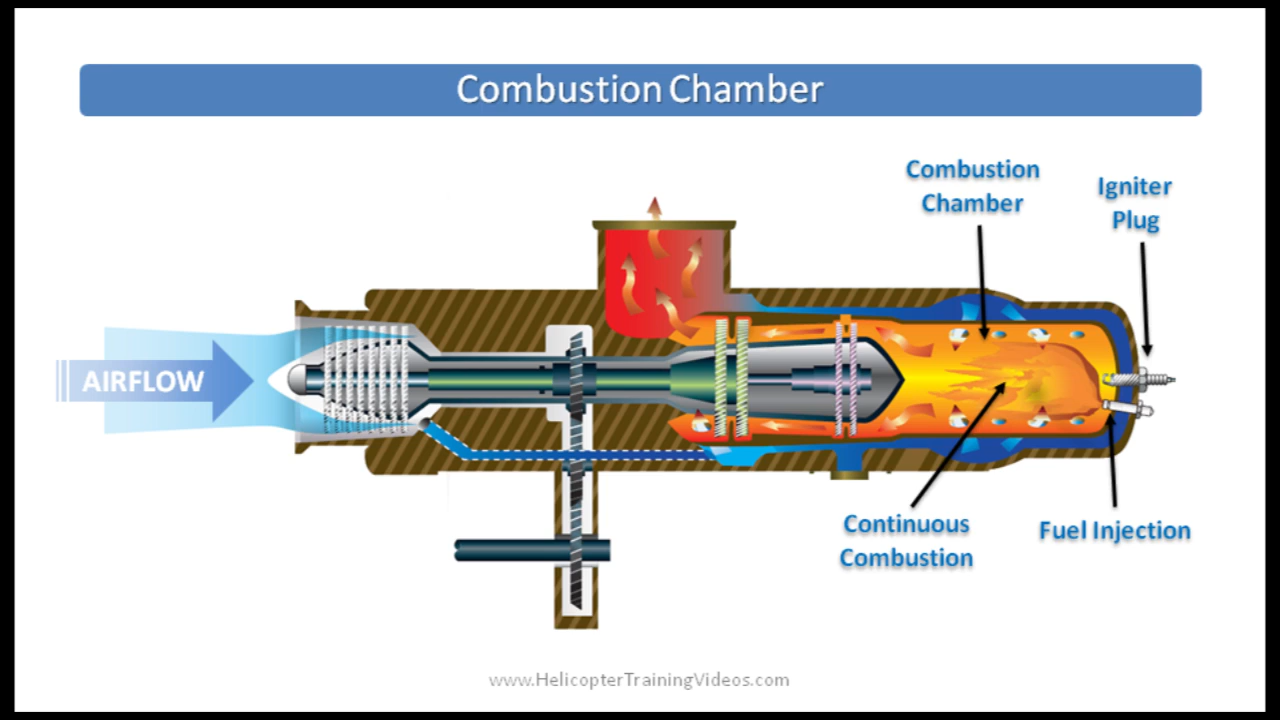 Combustion Chamber
Combustion
Chamber
Igniter
Plug
AIRFLOW
Continuous
Combustion
Fuel Injection
www.HelicopterTrainingVideos.com